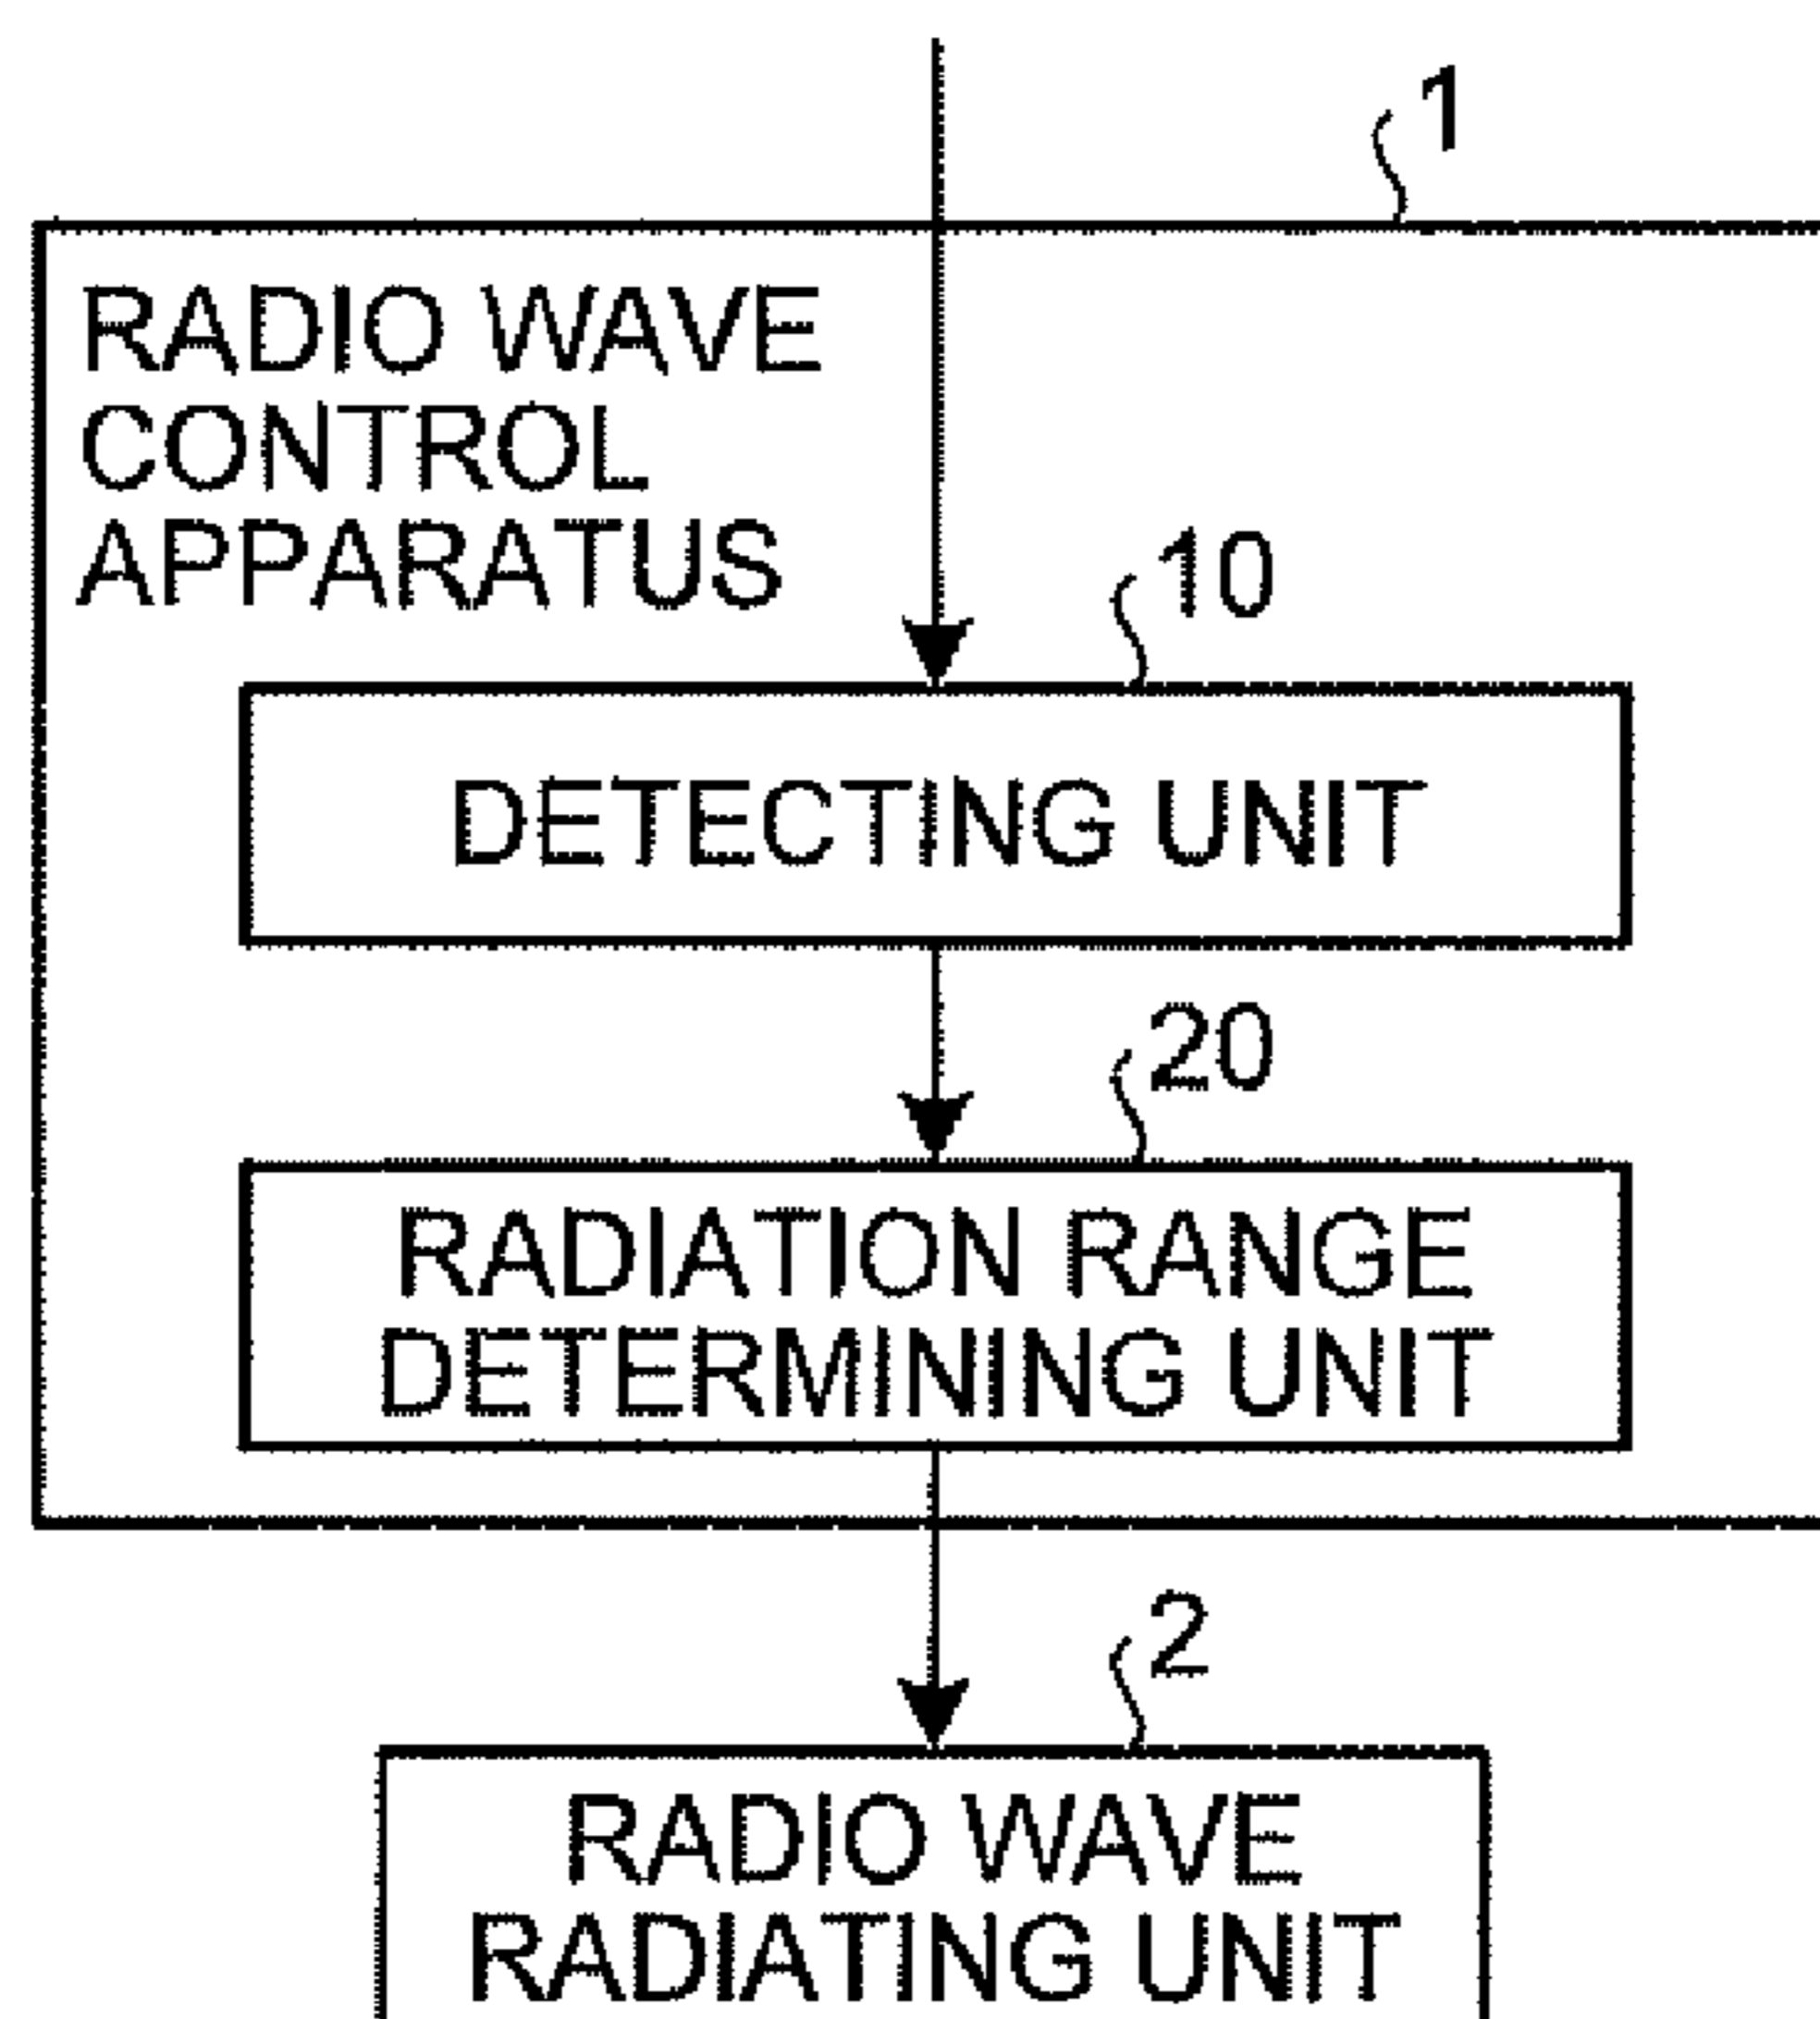 1
RADIO WAVE
CONTROL
APPARATUS
10
DETECTING UNIT
20
RADIATION RANGE
DETERMINING UNIT
2
RADIO WAVE
RADIATING UNIT